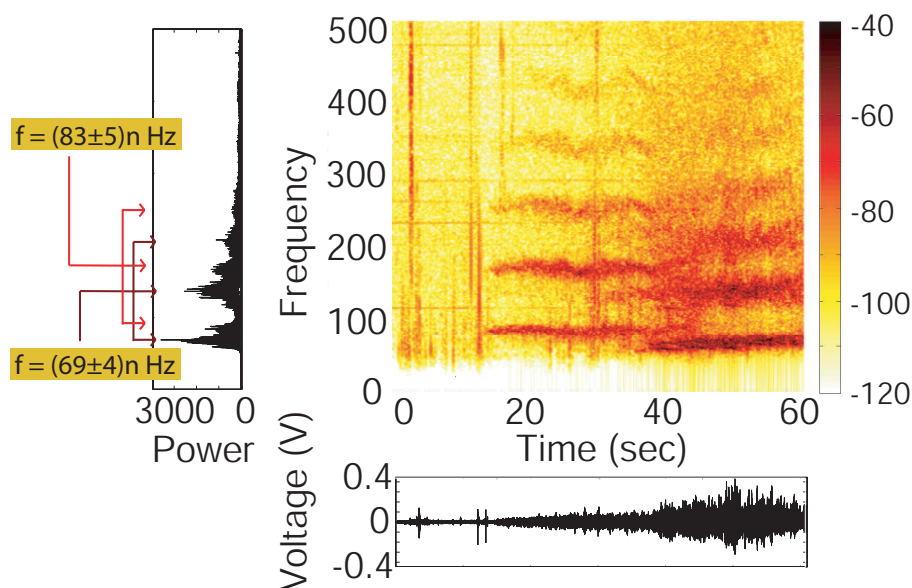 f = (83±5)n Hz
f = (69±4)n Hz
3000 0
Power
500
400
300
200
100
0
Frequency
0 20 40 60
Time (sec)
-40
-60
-80
-100
-120
Voltage (V)
0.4
0
-0.4